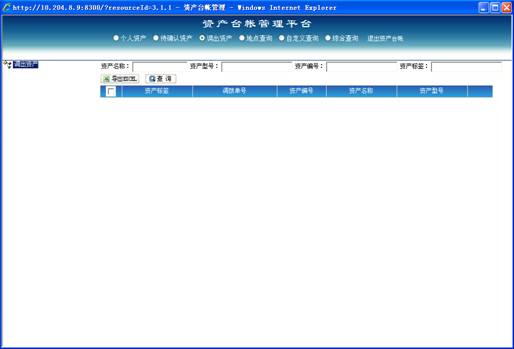 http://10.204.8.9:8300/?resourceId=3.1.1 - 资产台帐管理 - Windows Internet Explorer
资产台帐管理平台
个人资产 待确认资产 调出资产 地点查询 自定义查询 综合查询 退出资产台帐
调出资产
资产名称： 资产型号： 资产编号： 资产标签：
导出EXCEL 查 询
资产标签 调拨单号 资产编号 资产名称 资产型号